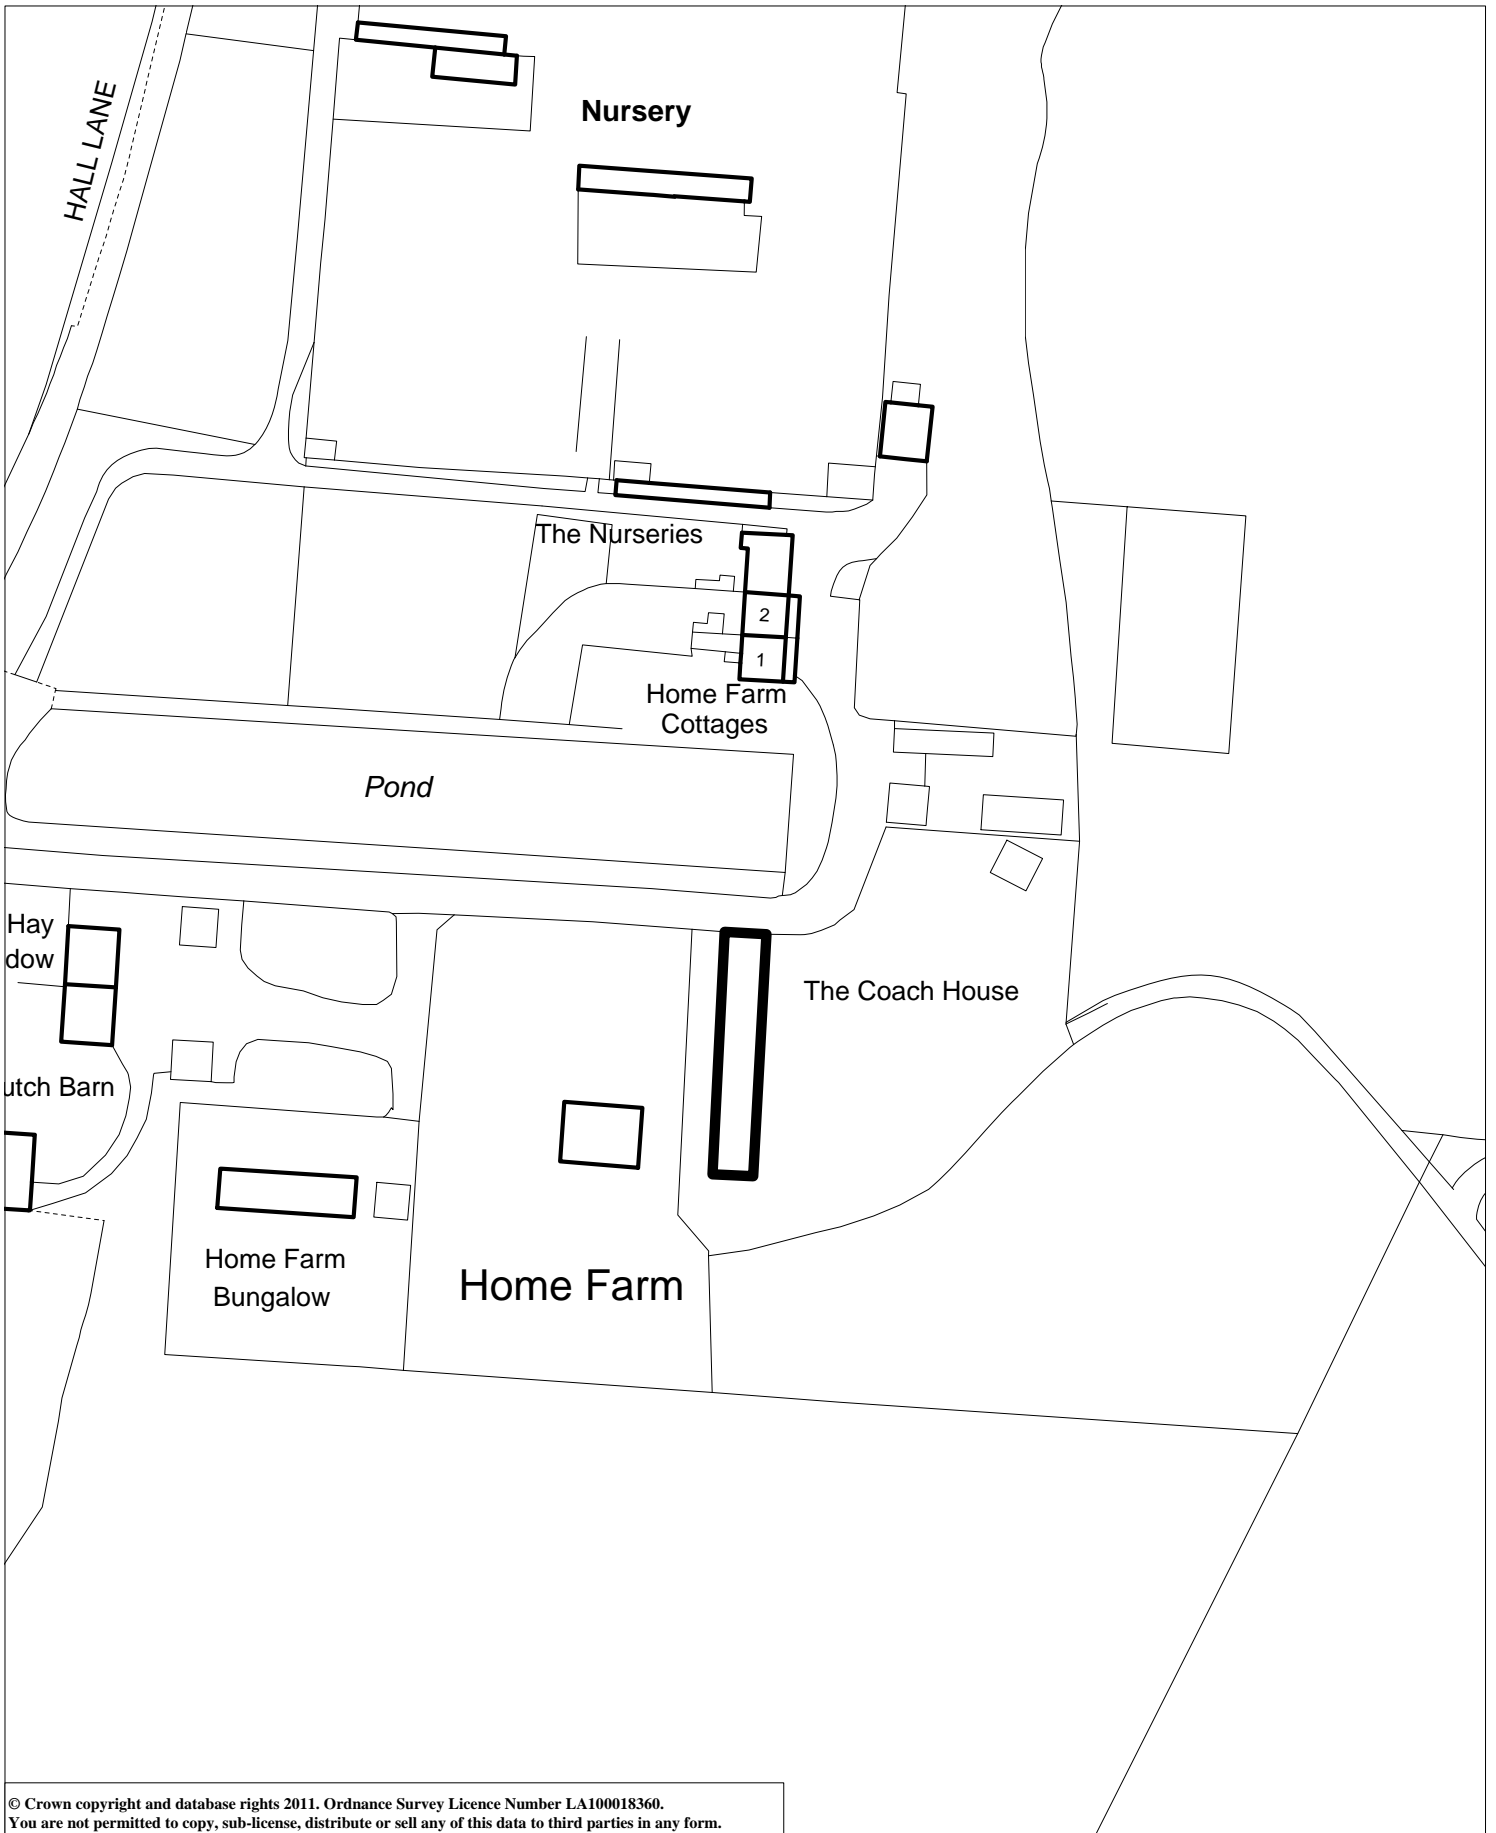 HALL LANE
Nursery
The Nurseries
2
1
Home Farm
Cottages
Pond
Hay
dow
The Coach House
utch Barn
Home Farm
Bungalow
Home Farm
© Crown copyright and database rights 2011. Ordnance Survey Licence Number LA100018360.
You are not permitted to copy, sub-license, distribute or sell any of this data to third parties in any form.